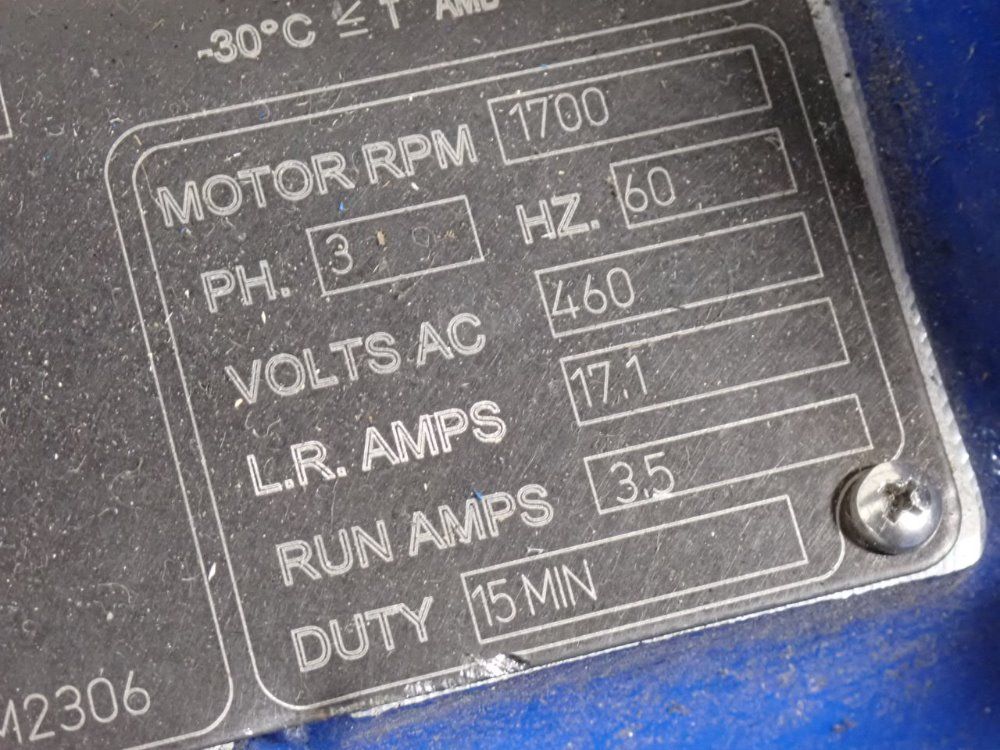 -30°C ≤ T AMB
MOTOR RPM 1700
PH. 3 HZ. 60
VOLTS AC 460
L.R. AMPS 17.1
RUN AMPS 3.5
DUTY 15 MIN
M2306